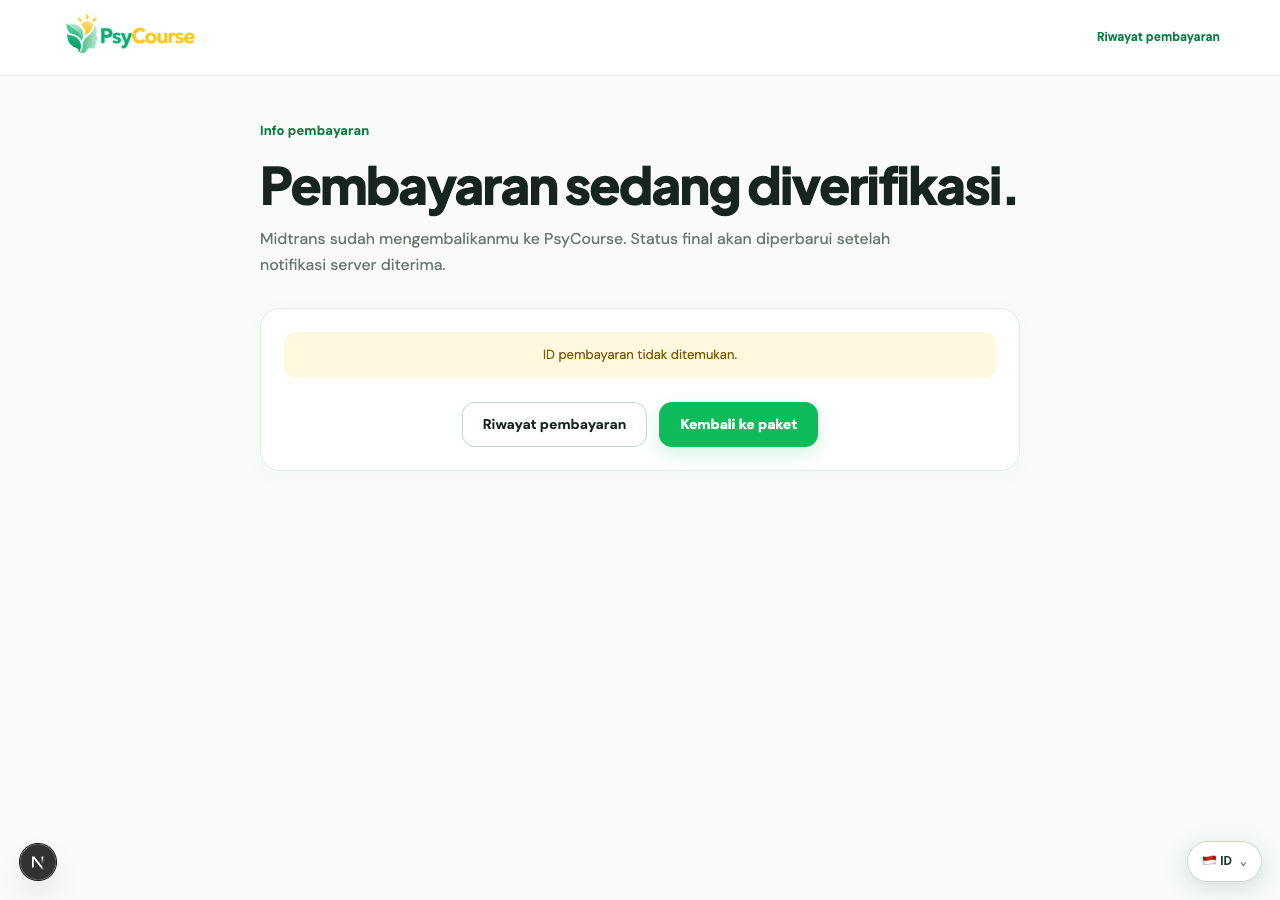 PsyCourse
Riwayat pembayaran
Info pembayaran
Pembayaran sedang diverifikasi.
Midtrans sudah mengembalikanmu ke PsyCourse. Status final akan diperbarui setelah
notifikasi server diterima.
ID pembayaran tidak ditemukan.
Riwayat pembayaran
Kembali ke paket
N
ID